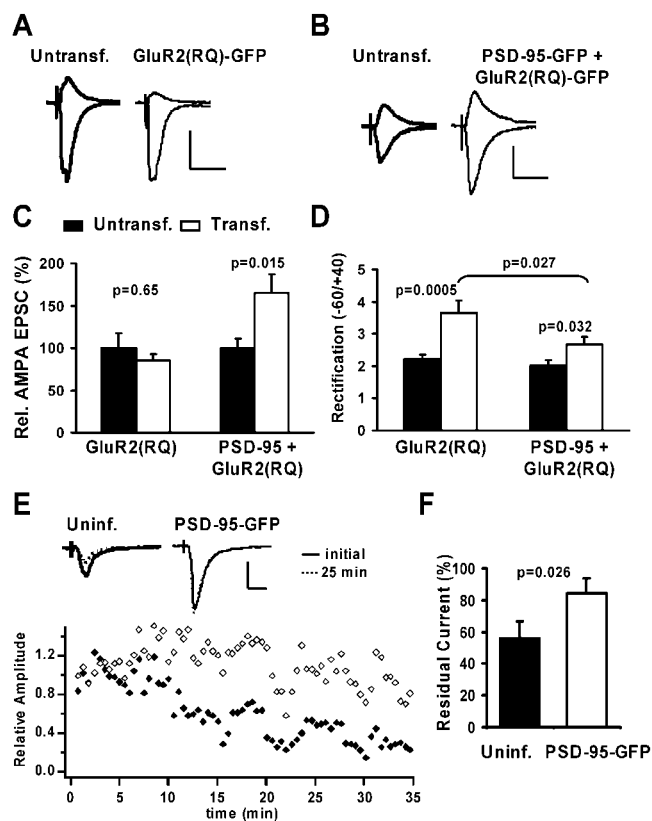 A
B
Untransf.
GluR2(RQ)-GFP
Untransf.
PSD-95-GFP +
GluR2(RQ)-GFP
C
Untransf.
Transf.
D
Rel. AMPA EPSC (%)
200
150
100
50
0
p=0.65
p=0.015
GluR2(RQ)
PSD-95 +
GluR2(RQ)
Rectification (-60/+40)
5
4
3
2
1
0
p=0.0005
p=0.027
p=0.032
GluR2(RQ)
PSD-95 +
GluR2(RQ)
E
Uninf.
PSD-95-GFP
initial
25 min
Relative Amplitude
1.2
0.8
0.4
0.0
0
5
10
15
20
25
30
35
time (min)
F
Residual Current (%)
100
80
60
40
20
0
p=0.026
Uninf.
PSD-95-GFP